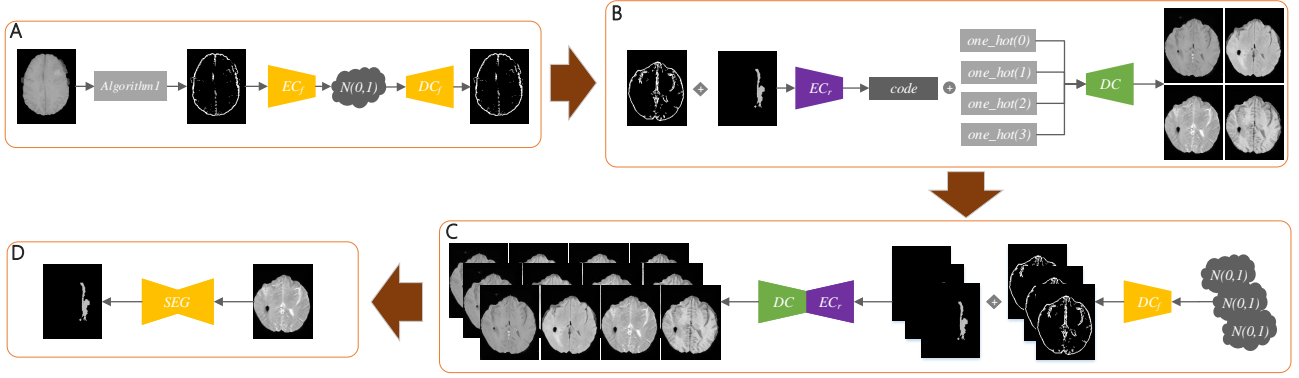 A
Algorithm1
EC_f
N(0,1)
DC_f
B
EC_r
code
one_hot(0)
one_hot(1)
one_hot(2)
one_hot(3)
DC
C
DC
EC_r
DC_f
N(0,1)
N(0,1)
N(0,1)
D
SEG